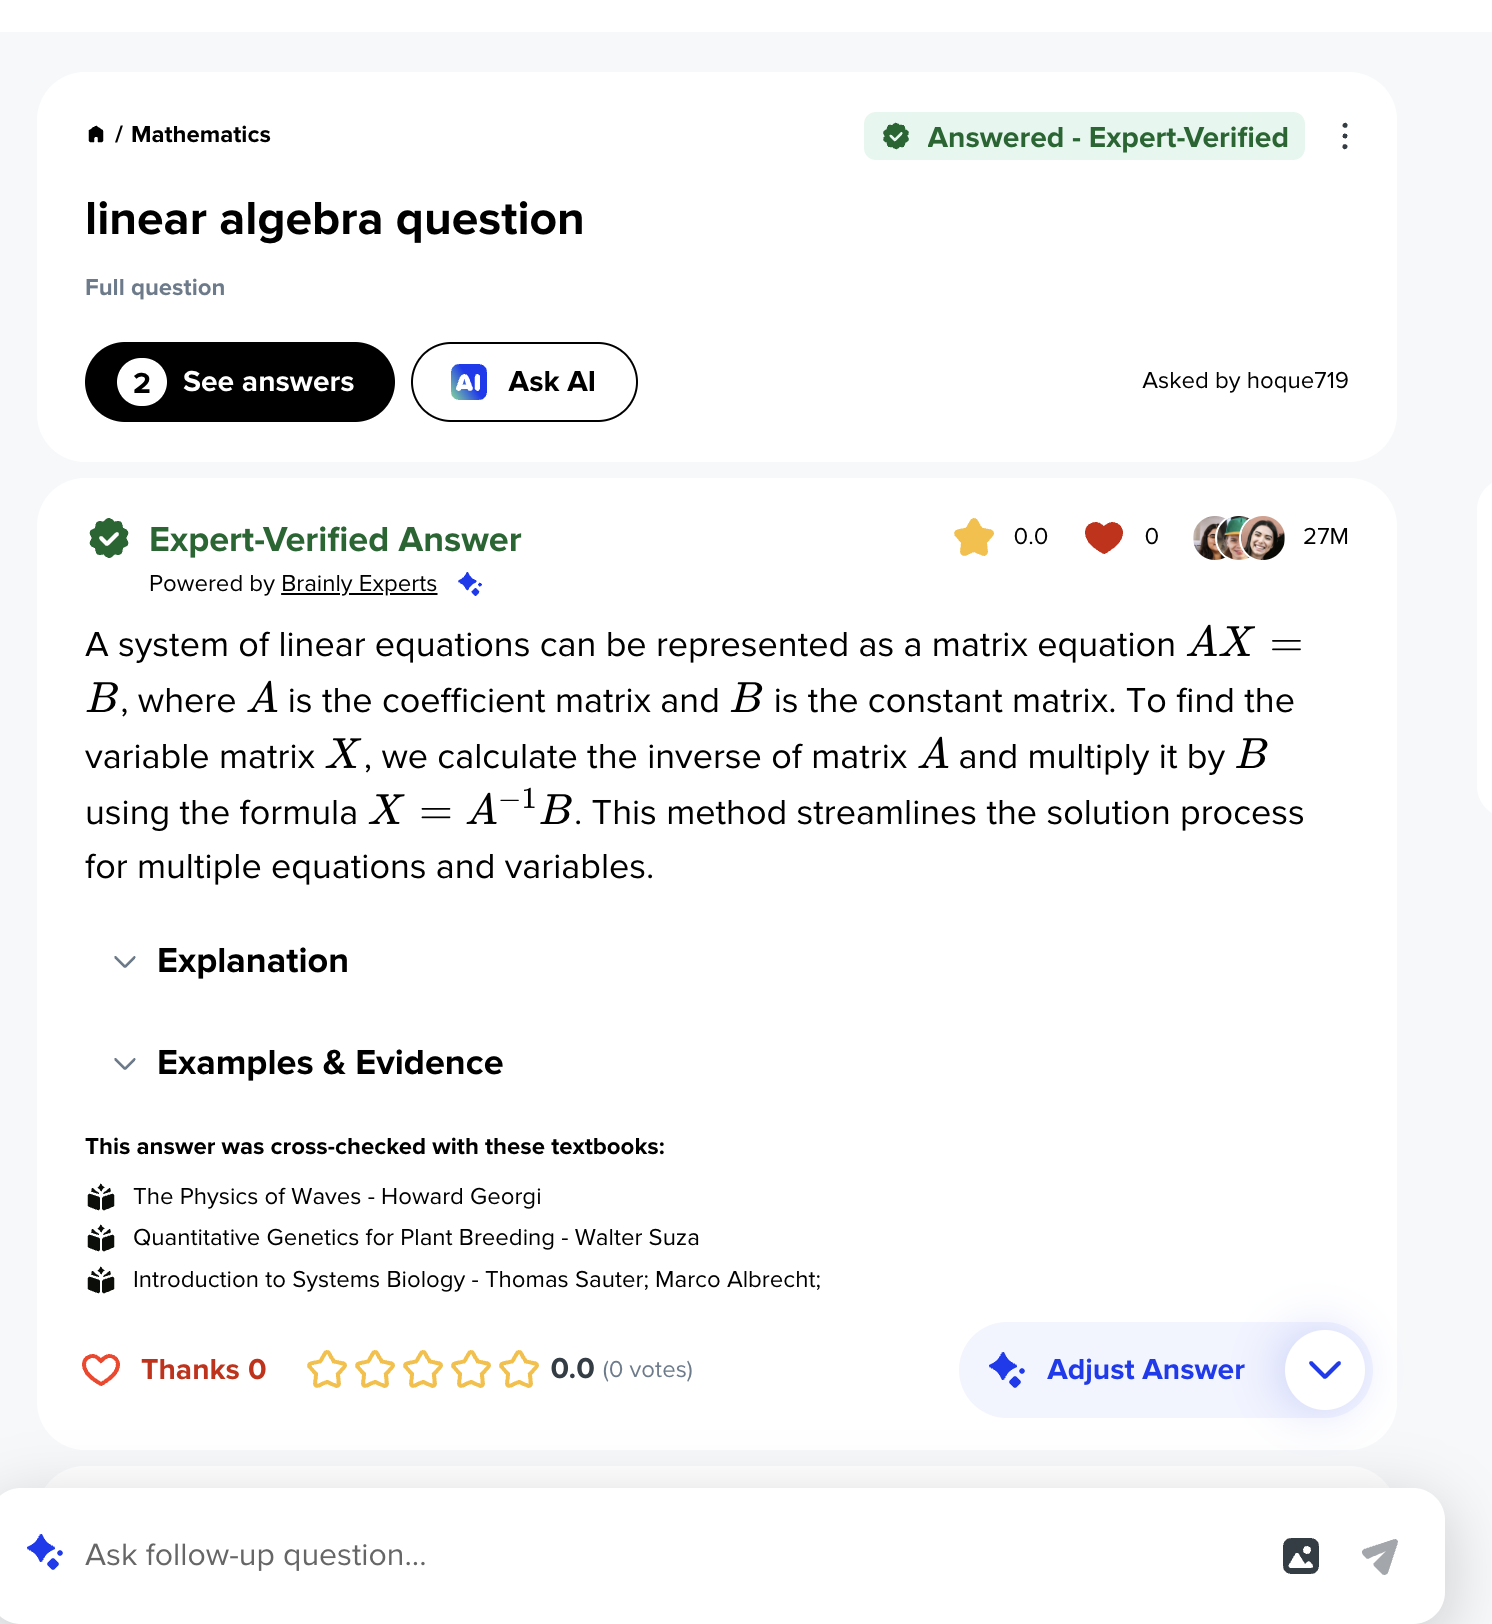 / Mathematics
Answered - Expert-Verified
linear algebra question
Full question
2 See answers
AI Ask AI
Asked by hoque719
Expert-Verified Answer
0.0 0 27M
Powered by Brainly Experts
A system of linear equations can be represented as a matrix equation AX =
B, where A is the coefficient matrix and B is the constant matrix. To find the
variable matrix X, we calculate the inverse of matrix A and multiply it by B
using the formula X = A⁻¹B. This method streamlines the solution process
for multiple equations and variables.
Explanation
Examples & Evidence
This answer was cross-checked with these textbooks:
The Physics of Waves - Howard Georgi
Quantitative Genetics for Plant Breeding - Walter Suza
Introduction to Systems Biology - Thomas Sauter; Marco Albrecht;
Thanks 0 0.0 (0 votes)
Adjust Answer
Ask follow-up question...